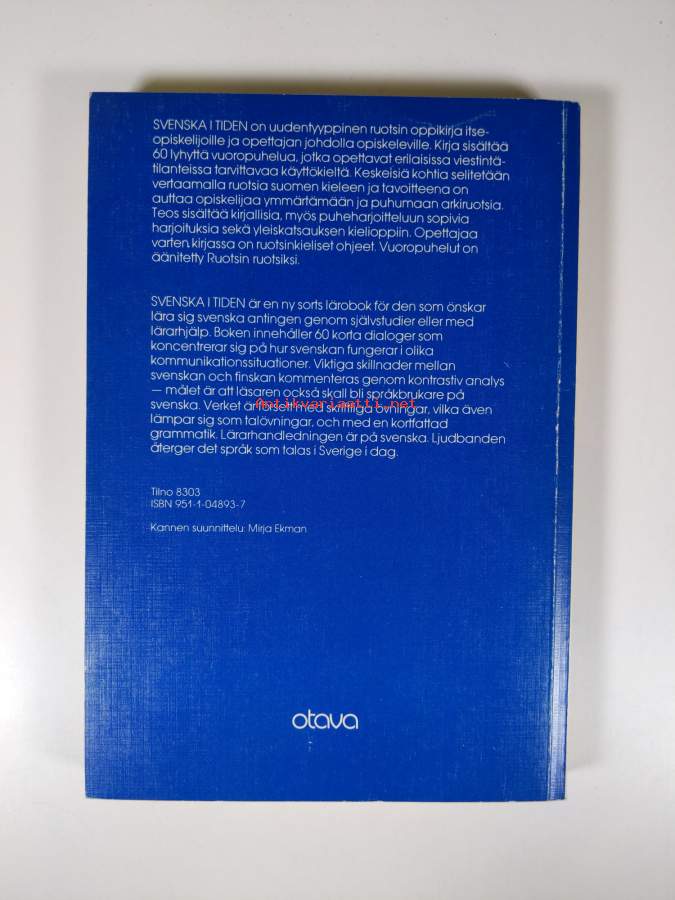 SVENSKA I TIDEN on uudentyyppinen ruotsin oppikirja itse-
opiskelijoille ja opettajan johdolla opiskeleville. Kirja sisältää
60 lyhyttä vuoropuhelua, jotka opettavat erilaisissa viestintä-
tilanteissa tarvittavaa käyttökieltä. Keskeisiä kohtia selitetään
vertaamalla ruotsia suomen kieleen ja tavoitteena on
auttaa opiskelijaa ymmärtämään ja puhumaan arkiruotsia.
Teos sisältää kirjallisia, myös puheharjoitteluun sopivia
harjoituksia sekä yleiskatsauksen kielioppiin. Opettajaa
varten kirjassa on ruotsinkieliset ohjeet. Vuoropuhelut on
äänitetty Ruotsin ruotsiksi.
SVENSKA I TIDEN är en ny sorts lärobok för den som önskar
lära sig svenska antingen genom självstudier eller med
lärarhjälp. Boken innehåller 60 korta dialoger som
koncentrerar sig på hur svenskan fungerar i olika
kommunikationssituationer. Viktiga skillnader mellan
svenskan och finskan kommenteras genom kontrastiv analys
— målet är att läsaren också skall bli språkbrukare på
svenska. Verket är försett med skriftliga övningar, vilka även
antikvariaatti.net
lämpar sig som talövningar, och med en kortfattad
grammatik. Lärarhandledningen är på svenska. Ljudbanden
återger det språk som talas i Sverige i dag.
Tilno 8303
ISBN 951-1-04893-7
Kannen suunnittelu: Mirja Ekman
otava